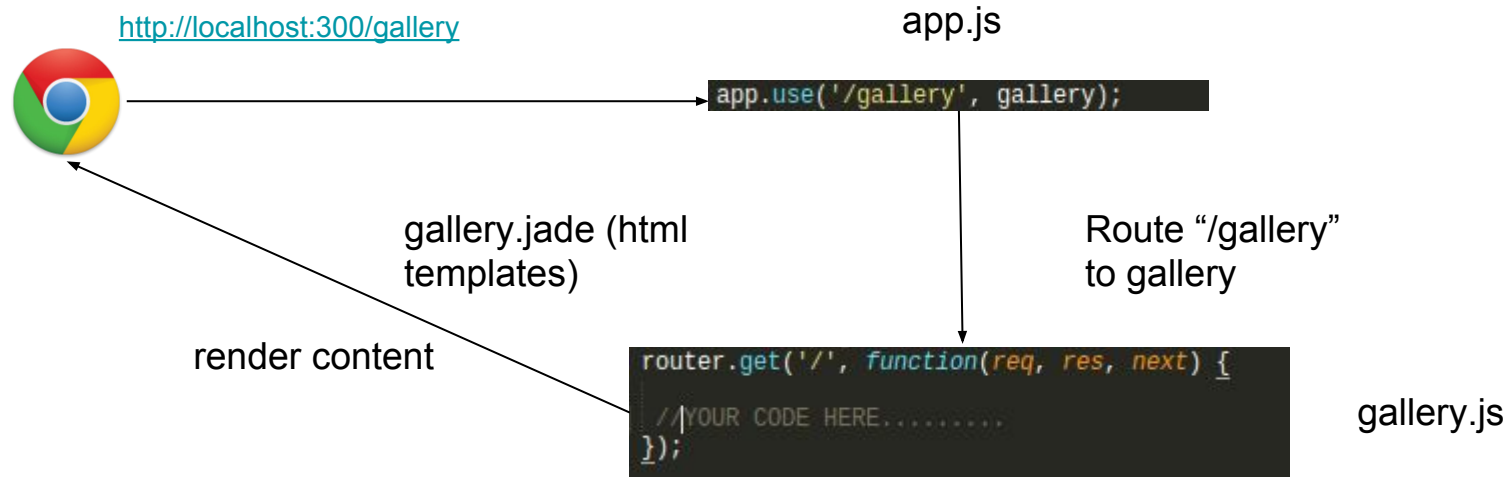 http://localhost:300/gallery
app.js
app.use('/gallery', gallery);
gallery.jade (html
templates)
Route “/gallery”
to gallery
render content
router.get('/', function(req, res, next) {
//YOUR CODE HERE.........
});
gallery.js